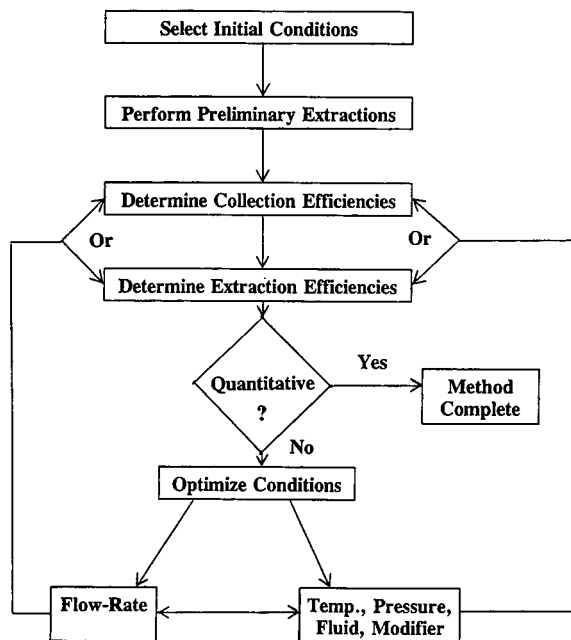 Select Initial Conditions
Perform Preliminary Extractions
Determine Collection Efficiencies
Or
Or
Determine Extraction Efficiencies
Quantitative
?
Yes
Method
Complete
No
Optimize Conditions
Flow-Rate
Temp., Pressure,
Fluid, Modifier